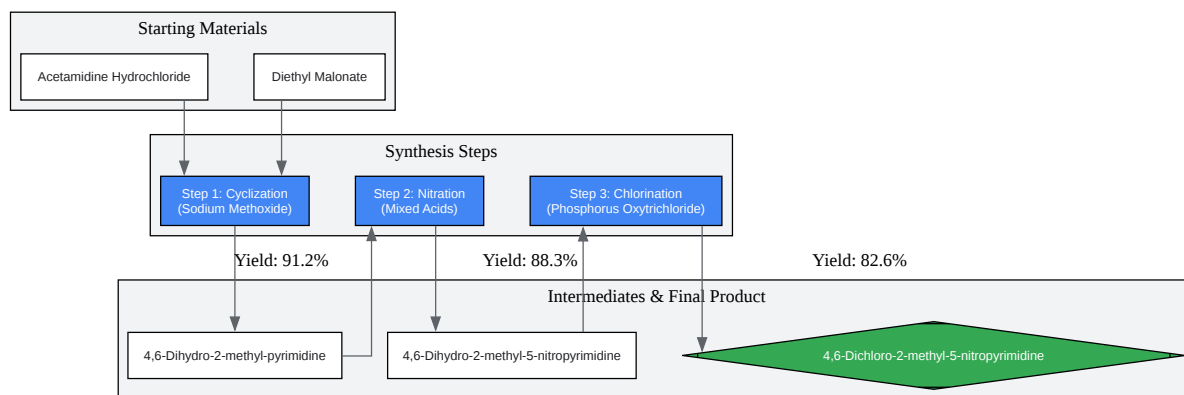 Starting Materials
Acetamidine Hydrochloride
Diethyl Malonate
Synthesis Steps
Step 1: Cyclization
(Sodium Methoxide)
Step 2: Nitration
(Mixed Acids)
Step 3: Chlorination
(Phosphorus Oxytrichloride)
Yield: 91.2%
Yield: 88.3%
Yield: 82.6%
Intermediates & Final Product
4,6-Dihydro-2-methyl-pyrimidine
4,6-Dihydro-2-methyl-5-nitropyrimidine
4,6-Dichloro-2-methyl-5-nitropyrimidine